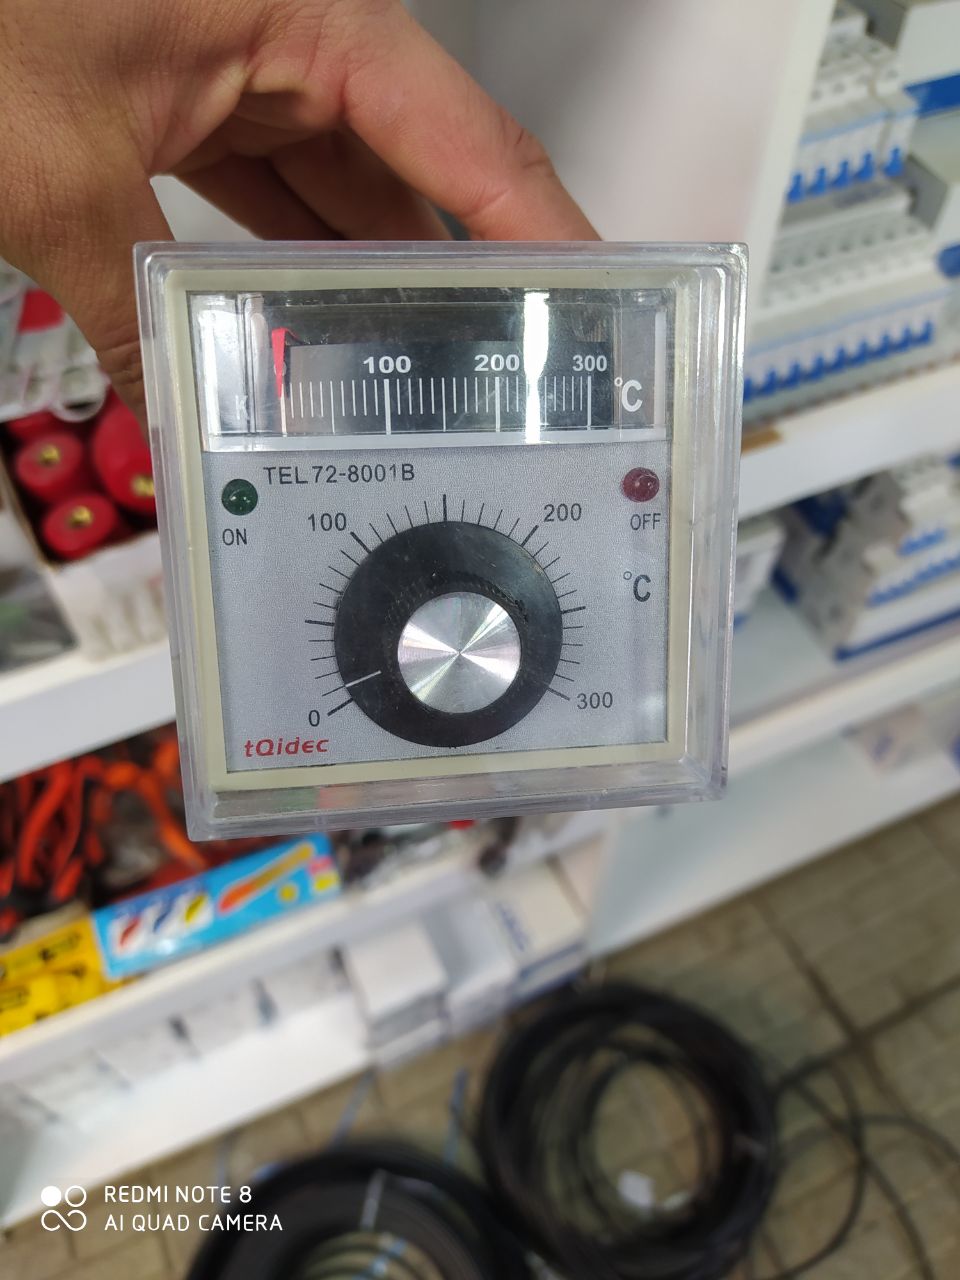 100 200 300
K °C
TEL72-8001B
100 200
ON OFF
°C
0 300
tQidec
REDMI NOTE 8
AI QUAD CAMERA